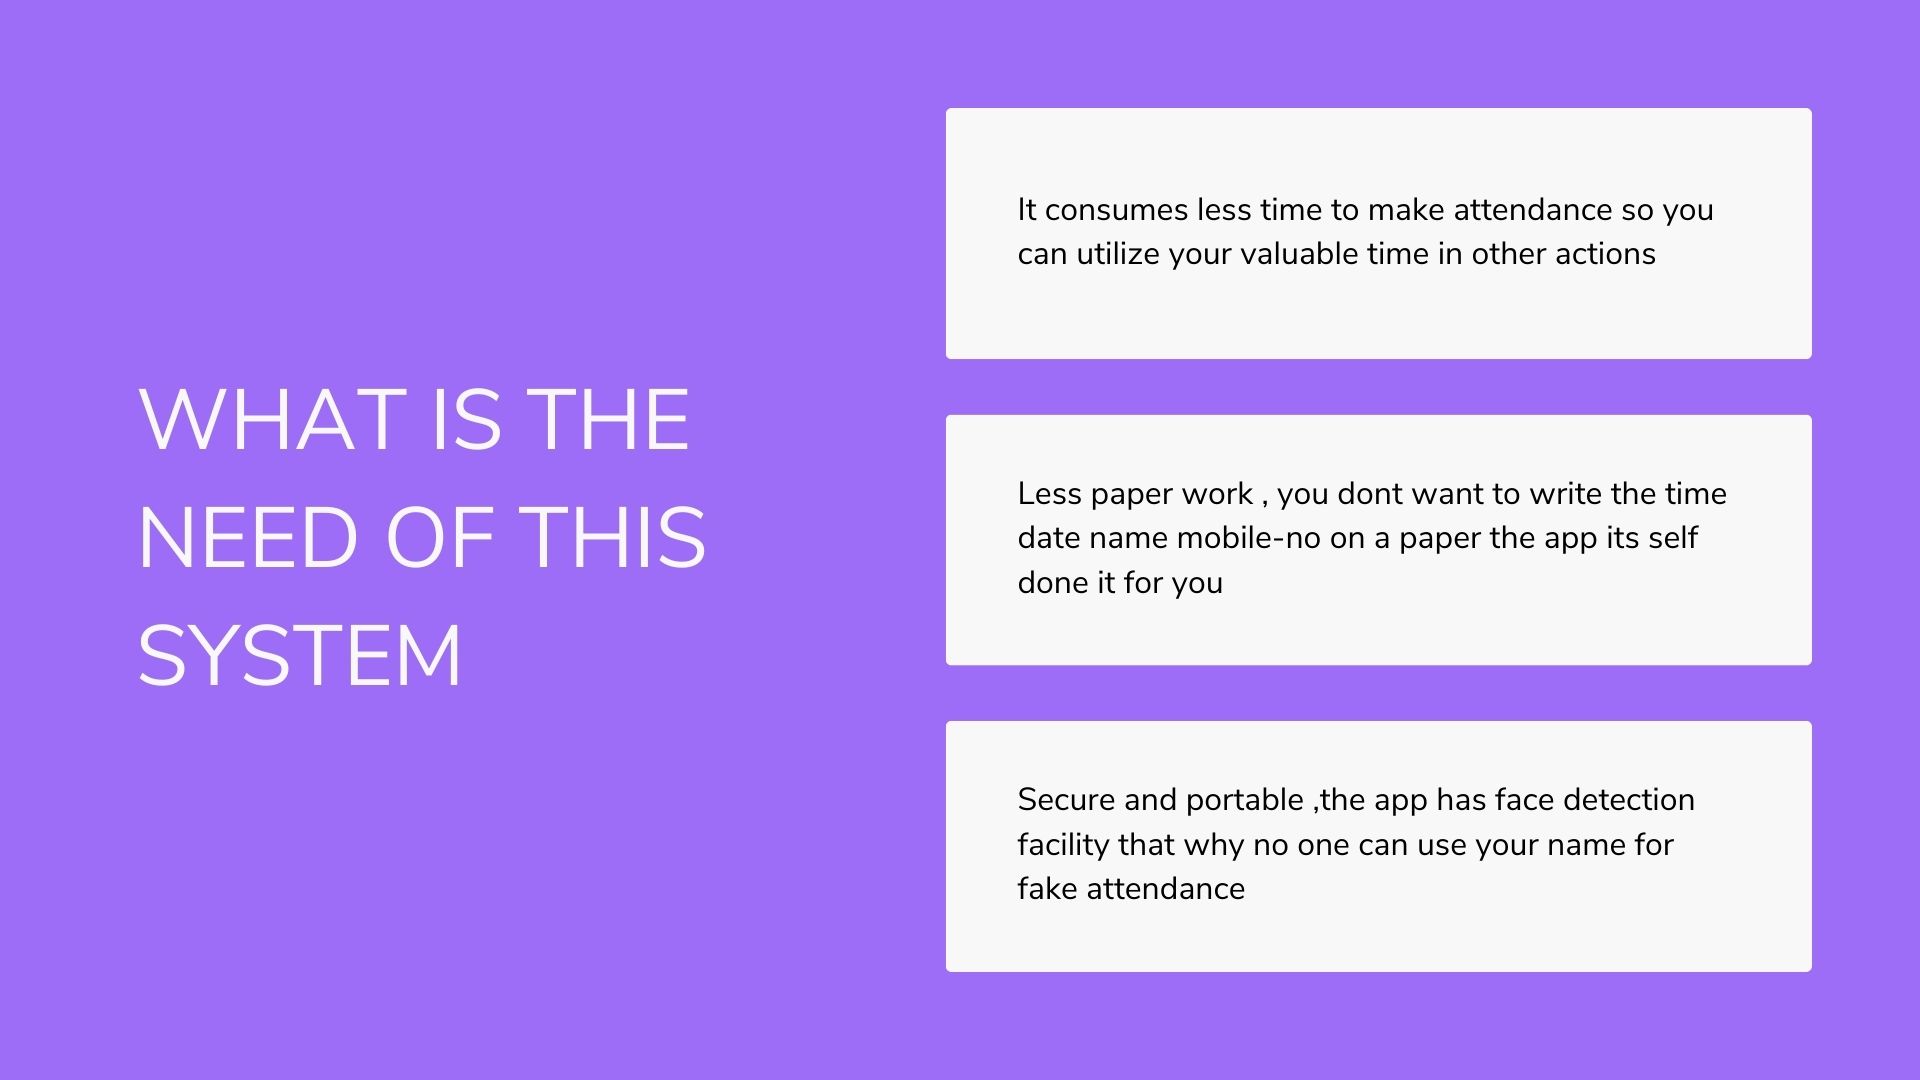 WHAT IS THE
NEED OF THIS
SYSTEM
It consumes less time to make attendance so you
can utilize your valuable time in other actions
Less paper work , you dont want to write the time
date name mobile-no on a paper the app its self
done it for you
Secure and portable ,the app has face detection
facility that why no one can use your name for
fake attendance